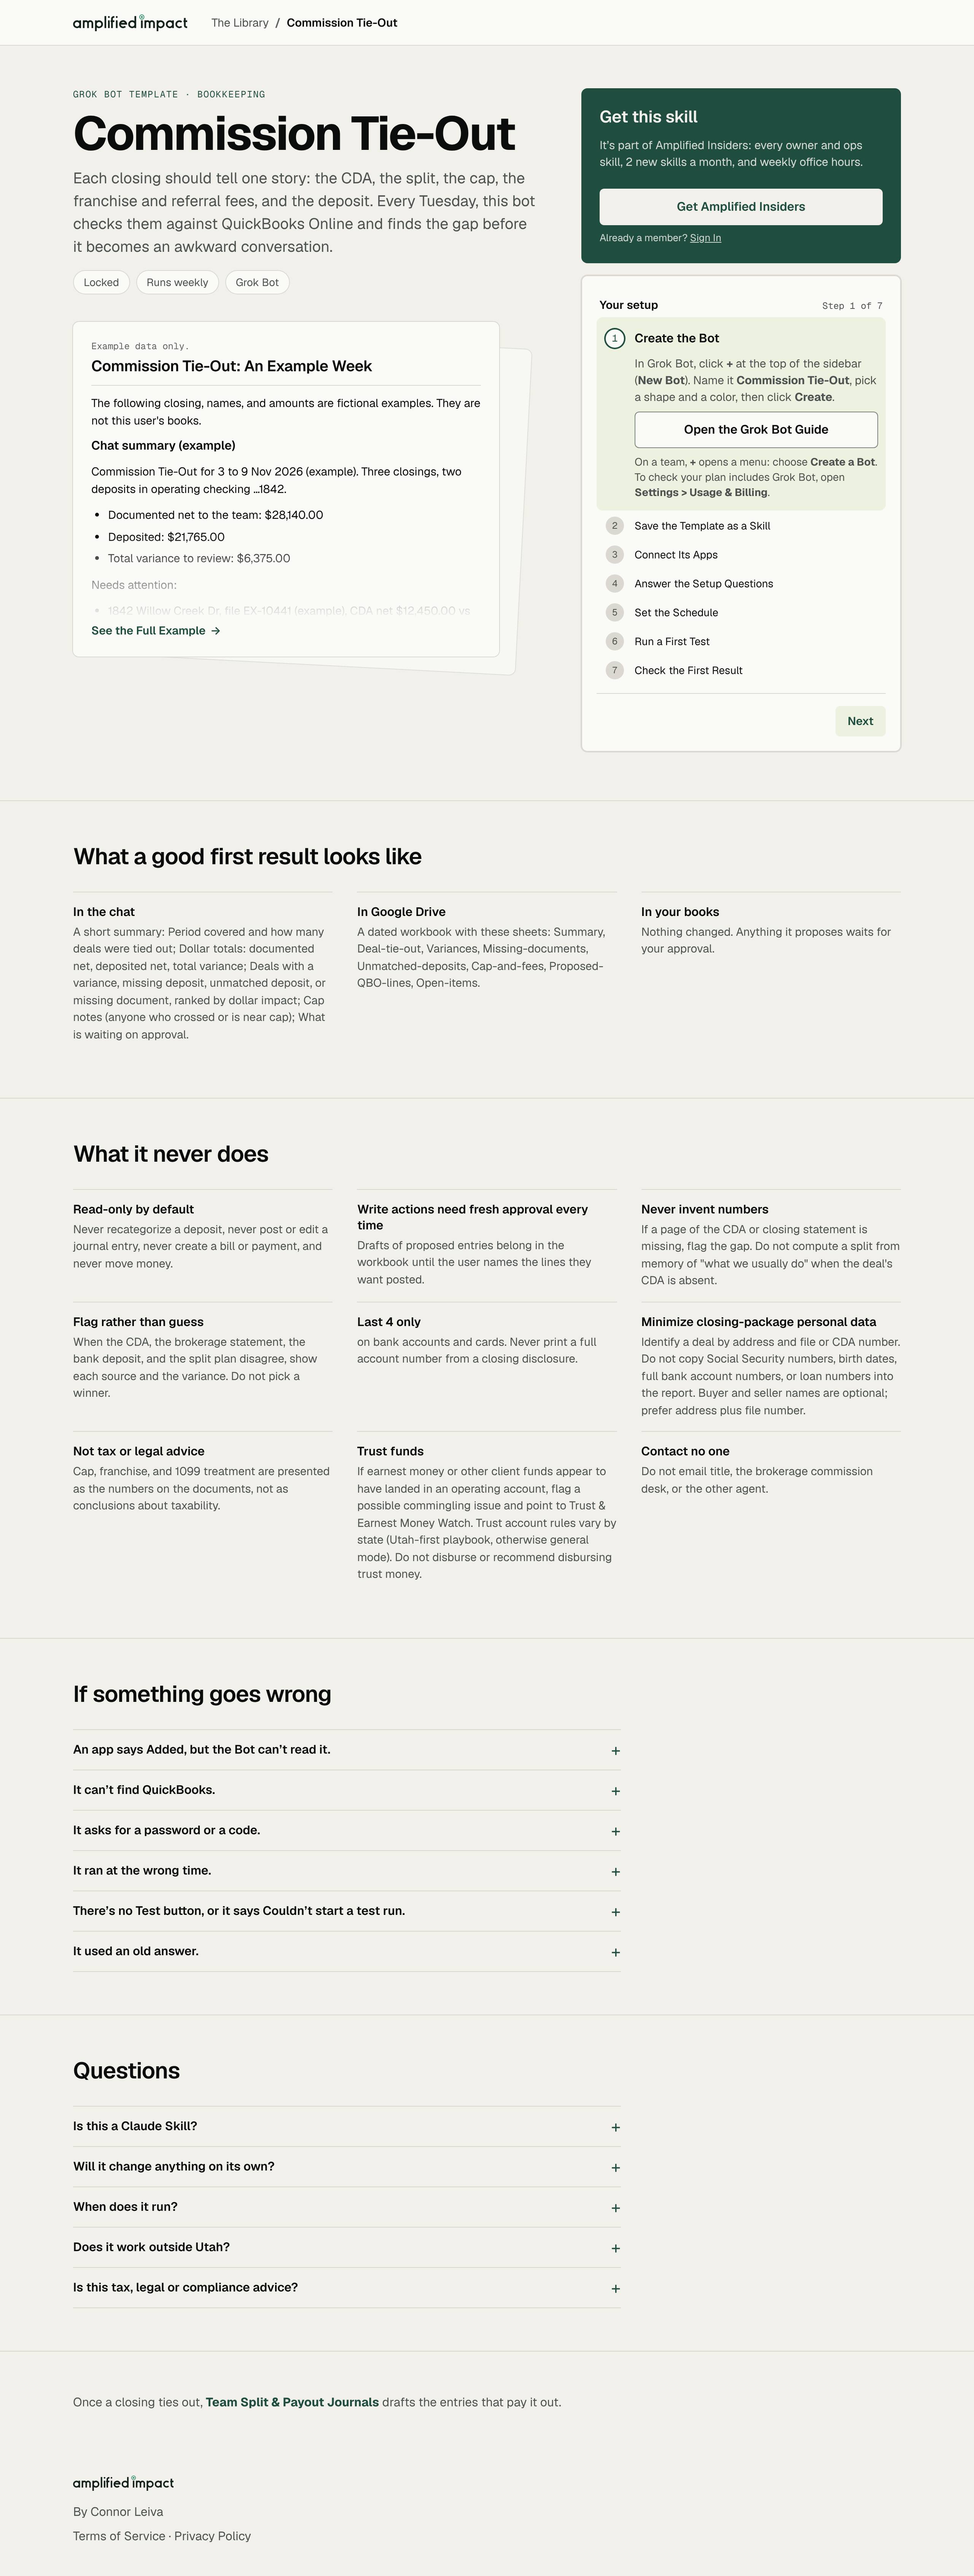 amplified impact
The Library / Commission Tie-Out
GROK BOT TEMPLATE · BOOKKEEPING
Commission Tie-Out
Each closing should tell one story: the CDA, the split, the cap, the
franchise and referral fees, and the deposit. Every Tuesday, this bot
checks them against QuickBooks Online and finds the gap before
it becomes an awkward conversation.
Locked
Runs weekly
Grok Bot
Example data only.
Commission Tie-Out: An Example Week
The following closing, names, and amounts are fictional examples. They are
not this user's books.
Chat summary (example)
Commission Tie-Out for 3 to 9 Nov 2026 (example). Three closings, two
deposits in operating checking ...1842.
• Documented net to the team: $28,140.00
• Deposited: $21,765.00
• Total variance to review: $6,375.00
Needs attention:
• 1842 Willow Creek Dr, file EX-10441 (example). CDA net $12,450.00 vs
See the Full Example →
Get this skill
It's part of Amplified Insiders: every owner and ops
skill, 2 new skills a month, and weekly office hours.
Get Amplified Insiders
Already a member? Sign In
Your setup
Step 1 of 7
1
Create the Bot
In Grok Bot, click + at the top of the sidebar
(New Bot). Name it Commission Tie-Out, pick
a shape and a color, then click Create.
Open the Grok Bot Guide
On a team, + opens a menu: choose Create a Bot.
To check your plan includes Grok Bot, open
Settings > Usage & Billing.
2 Save the Template as a Skill
3 Connect Its Apps
4 Answer the Setup Questions
5 Set the Schedule
6 Run a First Test
7 Check the First Result
Next
What a good first result looks like
In the chat
A short summary: Period covered and how many
deals were tied out; Dollar totals: documented
net, deposited net, total variance; Deals with a
variance, missing deposit, unmatched deposit, or
missing document, ranked by dollar impact; Cap
notes (anyone who crossed or is near cap); What
is waiting on approval.
In Google Drive
A dated workbook with these sheets: Summary,
Deal-tie-out, Variances, Missing-documents,
Unmatched-deposits, Cap-and-fees, Proposed-
QBO-lines, Open-items.
In your books
Nothing changed. Anything it proposes waits for
your approval.
What it never does
Read-only by default
Never recategorize a deposit, never post or edit a
journal entry, never create a bill or payment, and
never move money.
Write actions need fresh approval every
time
Drafts of proposed entries belong in the
workbook until the user names the lines they
want posted.
Never invent numbers
If a page of the CDA or closing statement is
missing, flag the gap. Do not compute a split from
memory of "what we usually do" when the deal's
CDA is absent.
Flag rather than guess
When the CDA, the brokerage statement, the
bank deposit, and the split plan disagree, show
each source and the variance. Do not pick a
winner.
Last 4 only
on bank accounts and cards. Never print a full
account number from a closing disclosure.
Minimize closing-package personal data
Identify a deal by address and file or CDA number.
Do not copy Social Security numbers, birth dates,
full bank account numbers, or loan numbers into
the report. Buyer and seller names are optional;
prefer address plus file number.
Not tax or legal advice
Cap, franchise, and 1099 treatment are presented
as the numbers on the documents, not as
conclusions about taxability.
Trust funds
If earnest money or other client funds appear to
have landed in an operating account, flag a
possible commingling issue and point to Trust &
Earnest Money Watch. Trust account rules vary by
state (Utah-first playbook, otherwise general
mode). Do not disburse or recommend disbursing
trust money.
Contact no one
Do not email title, the brokerage commission
desk, or the other agent.
If something goes wrong
An app says Added, but the Bot can't read it. +
It can't find QuickBooks. +
It asks for a password or a code. +
It ran at the wrong time. +
There's no Test button, or it says Couldn't start a test run. +
It used an old answer. +
Questions
Is this a Claude Skill? +
Will it change anything on its own? +
When does it run? +
Does it work outside Utah? +
Is this tax, legal or compliance advice? +
Once a closing ties out, Team Split & Payout Journals drafts the entries that pay it out.
amplified impact
By Connor Leiva
Terms of Service · Privacy Policy